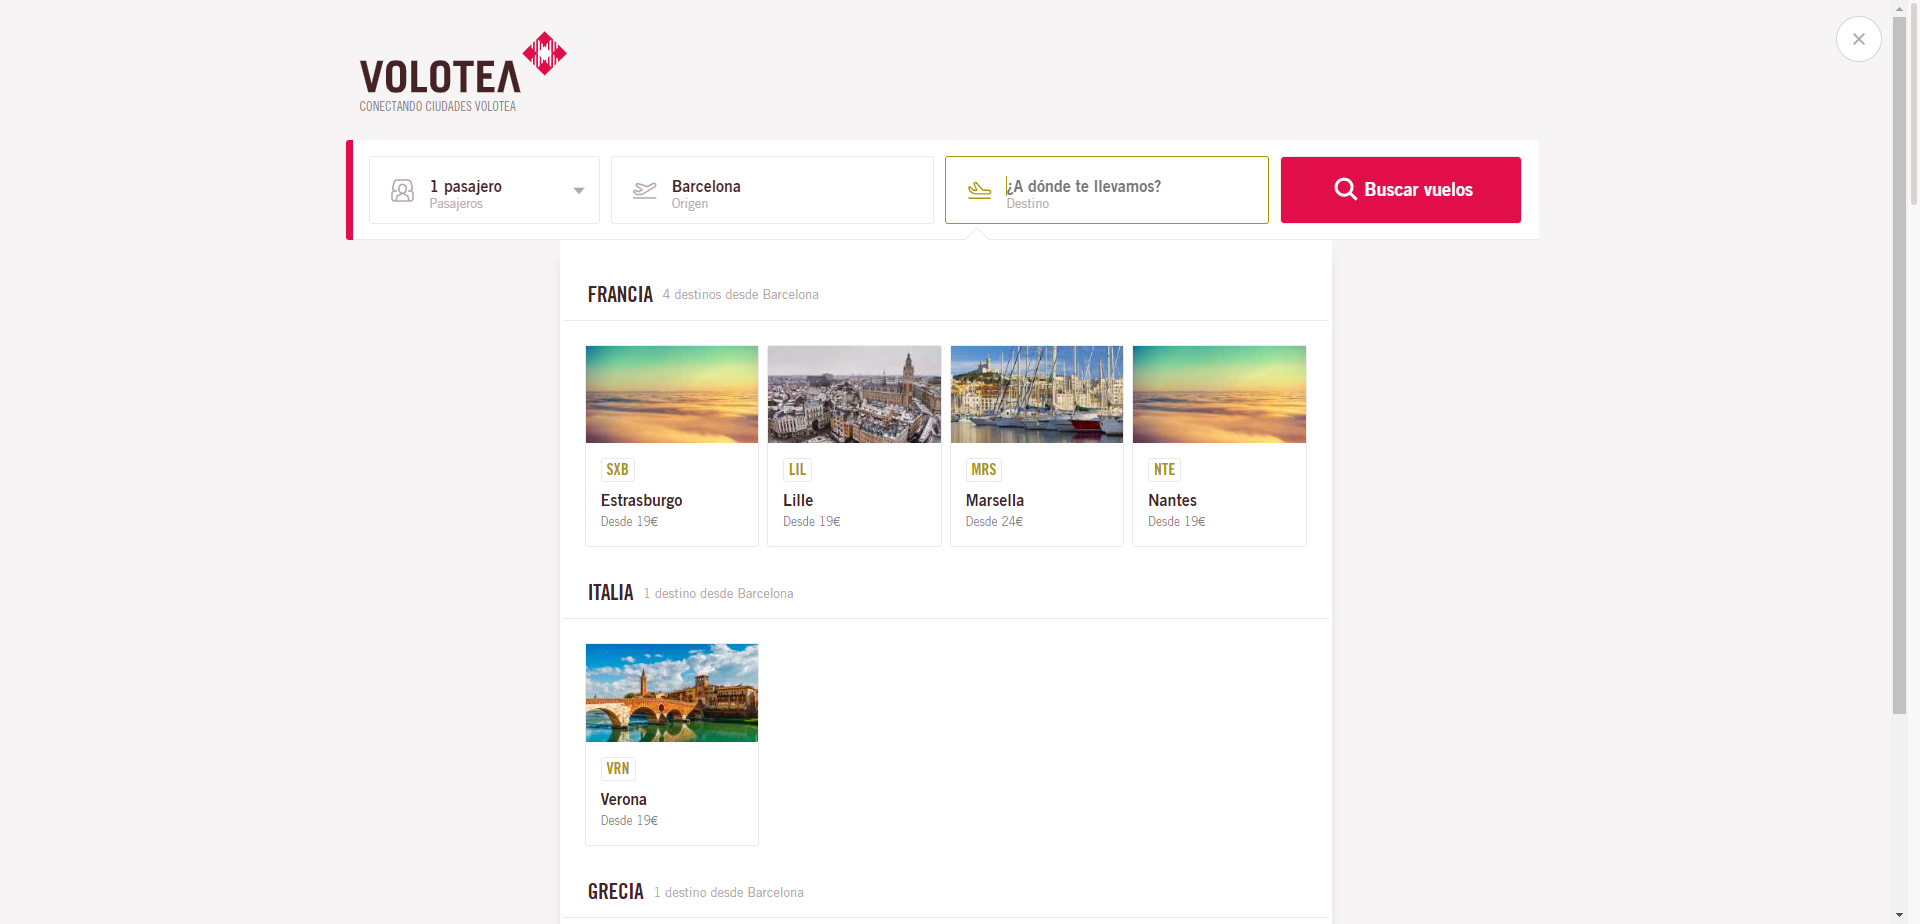 VOLOTEA
CONECTANDO CIUDADES VOLOTEA
1 pasajero
Pasajeros
Barcelona
Origen
¿A dónde te llevamos?
Destino
Buscar vuelos
FRANCIA 4 destinos desde Barcelona
SXB
Estrasburgo
Desde 19€
LIL
Lille
Desde 19€
MRS
Marsella
Desde 24€
NTE
Nantes
Desde 19€
ITALIA 1 destino desde Barcelona
VRN
Verona
Desde 19€
GRECIA 1 destino desde Barcelona